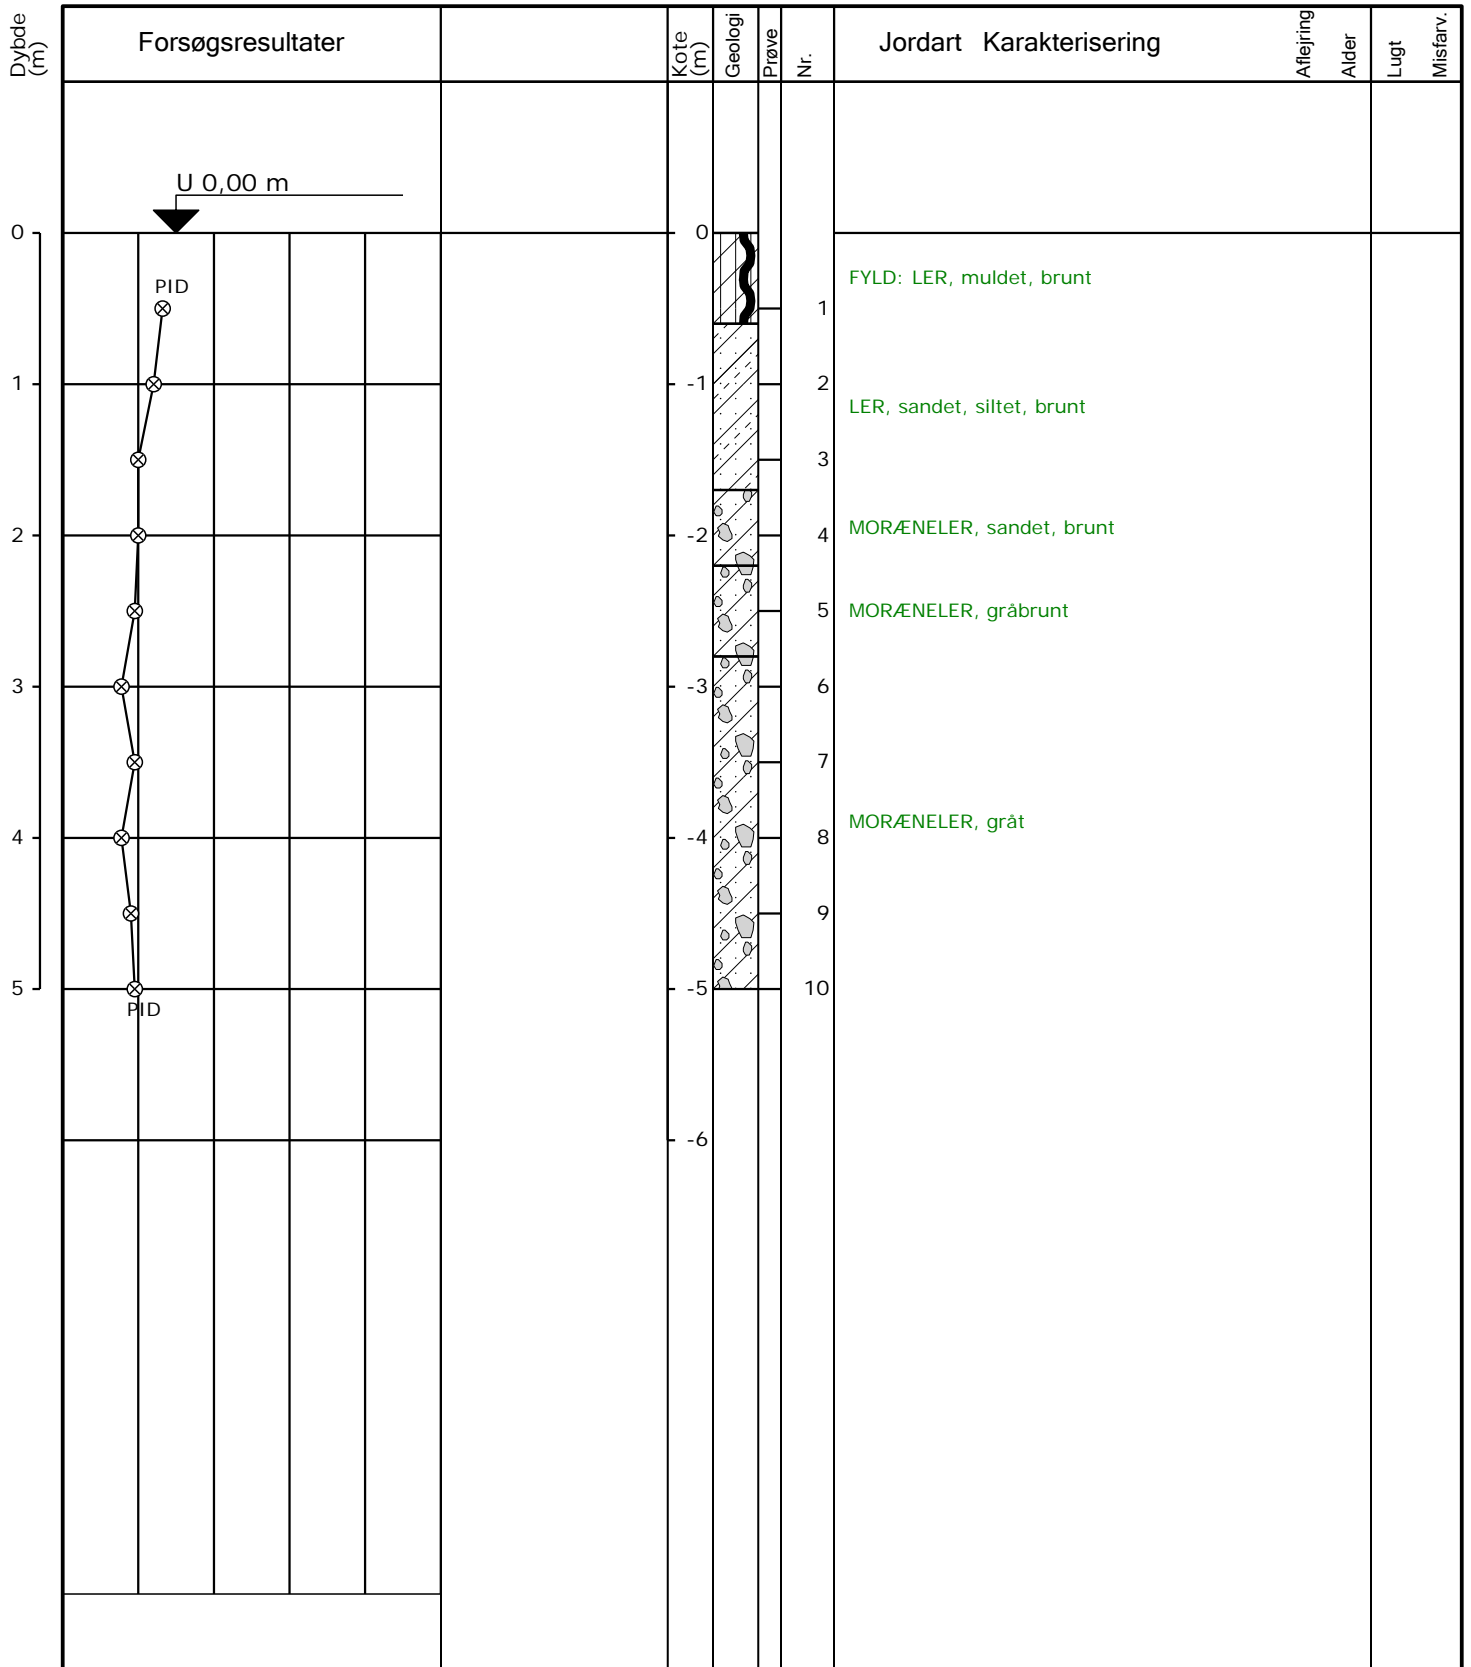 Dybde
(m)
Forsøgsresultater
Kote
(m)
Geologi
Prøve
Nr.
Jordart Karakterisering
Aflejring
Alder
Lugt
Misfarv.
U 0,00 m
0
0
PID
FYLD: LER, muldet, brunt
1
1
-1
2
LER, sandet, siltet, brunt
3
MORÆNELER, sandet, brunt
2
-2
4
5
MORÆNELER, gråbrunt
3
-3
6
7
MORÆNELER, gråt
4
-4
8
9
5
-5
10
PID
-6